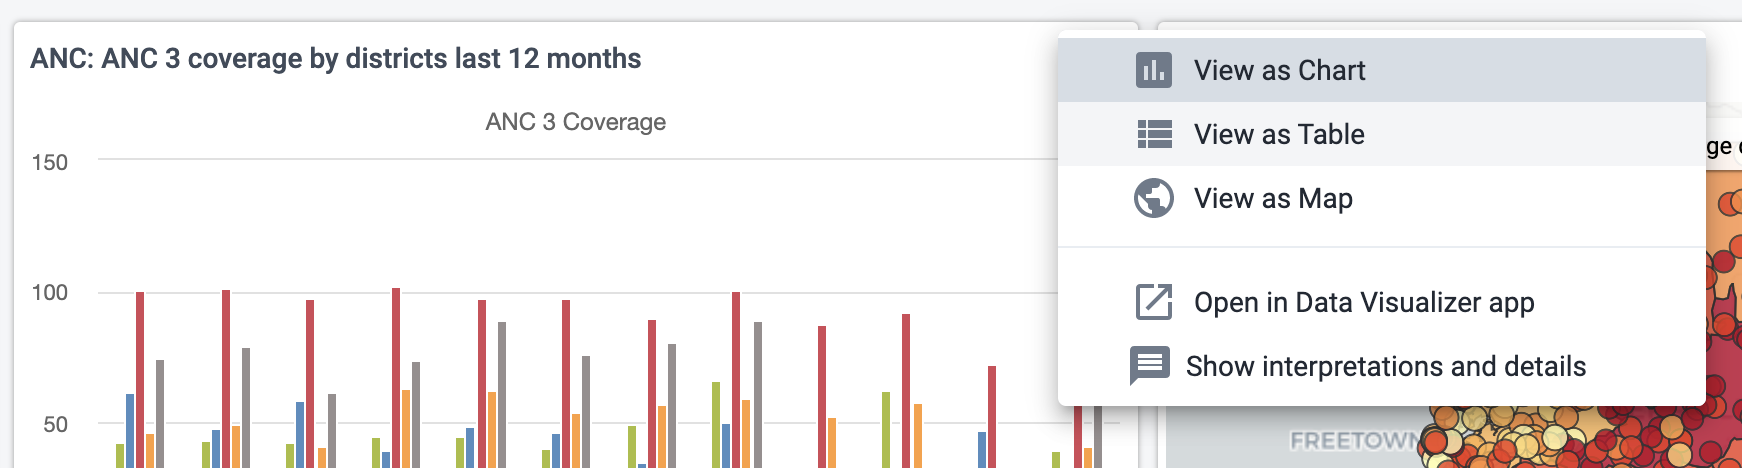 ANC: ANC 3 coverage by districts last 12 months
ANC 3 Coverage
150
100
50
View as Chart
View as Table
View as Map
Open in Data Visualizer app
Show interpretations and details
FREETOWN